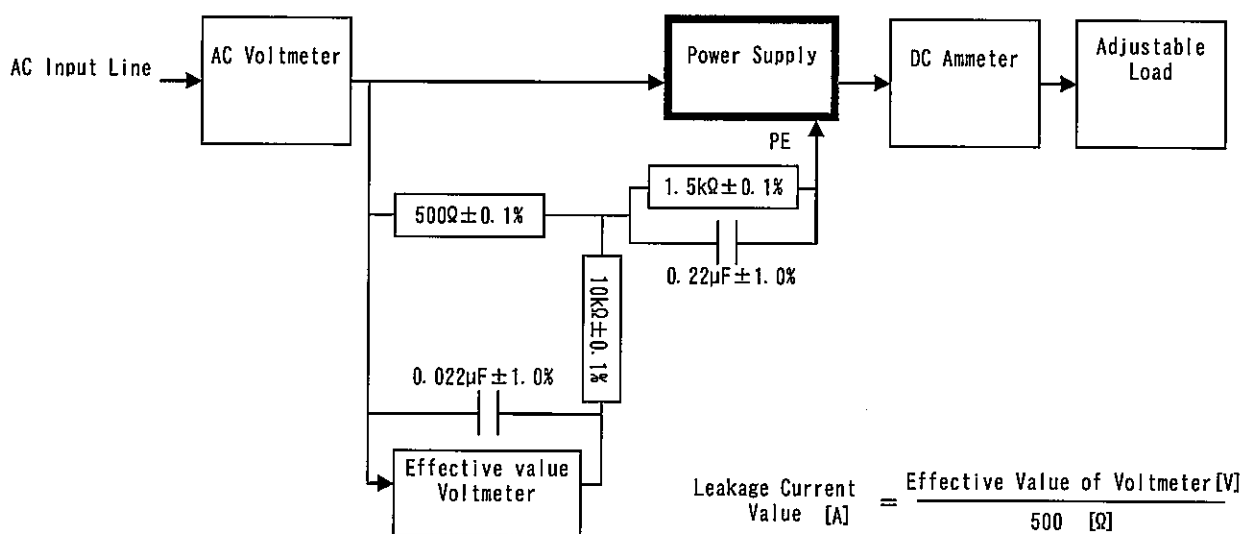 AC Input Line
AC Voltmeter
Power Supply
DC Ammeter
Adjustable
Load
PE
500Ω±0.1%
1.5kΩ±0.1%
0.22μF±1.0%
10kΩ±0.1%
0.022μF±1.0%
Effective value
Voltmeter
Leakage Current
Value [A]
=
Effective Value of Voltmeter[V]
500 [Ω]